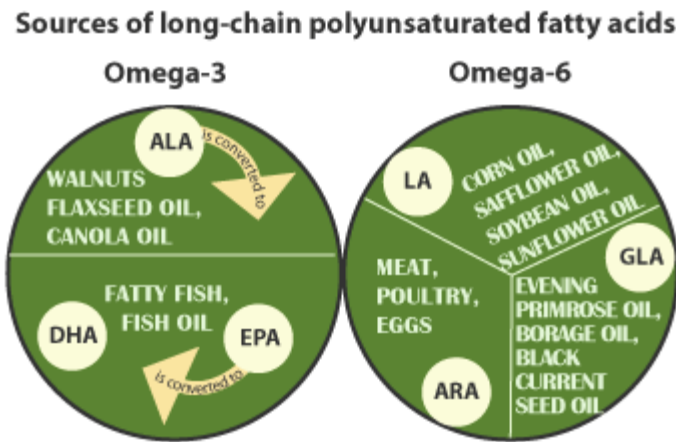 Sources of long-chain polyunsaturated fatty acids
Omega-3
ALA
is converted to
WALNUTS
FLAXSEED OIL,
CANOLA OIL
FATTY FISH,
FISH OIL
DHA
EPA
is converted to
Omega-6
LA
CORN OIL,
SAFFLOWER OIL,
SOYBEAN OIL,
SUNFLOWER OIL
GLA
EVENING
PRIMROSE OIL,
BORAGE OIL,
BLACK
CURRENT
SEED OIL
MEAT,
POULTRY,
EGGS
ARA